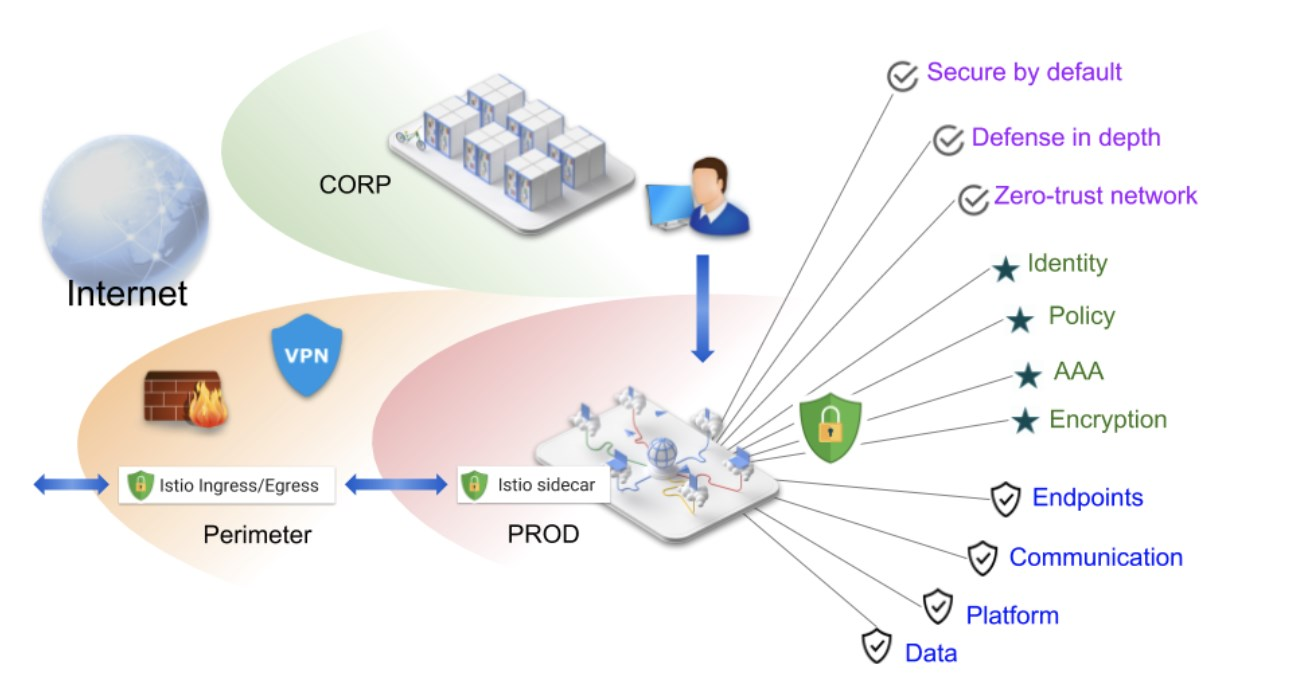 Secure by default
Defense in depth
CORP
Zero-trust network
Internet
Identity
Policy
VPN
AAA
Encryption
Istio Ingress/Egress
Istio sidecar
Endpoints
Perimeter
PROD
Communication
Platform
Data